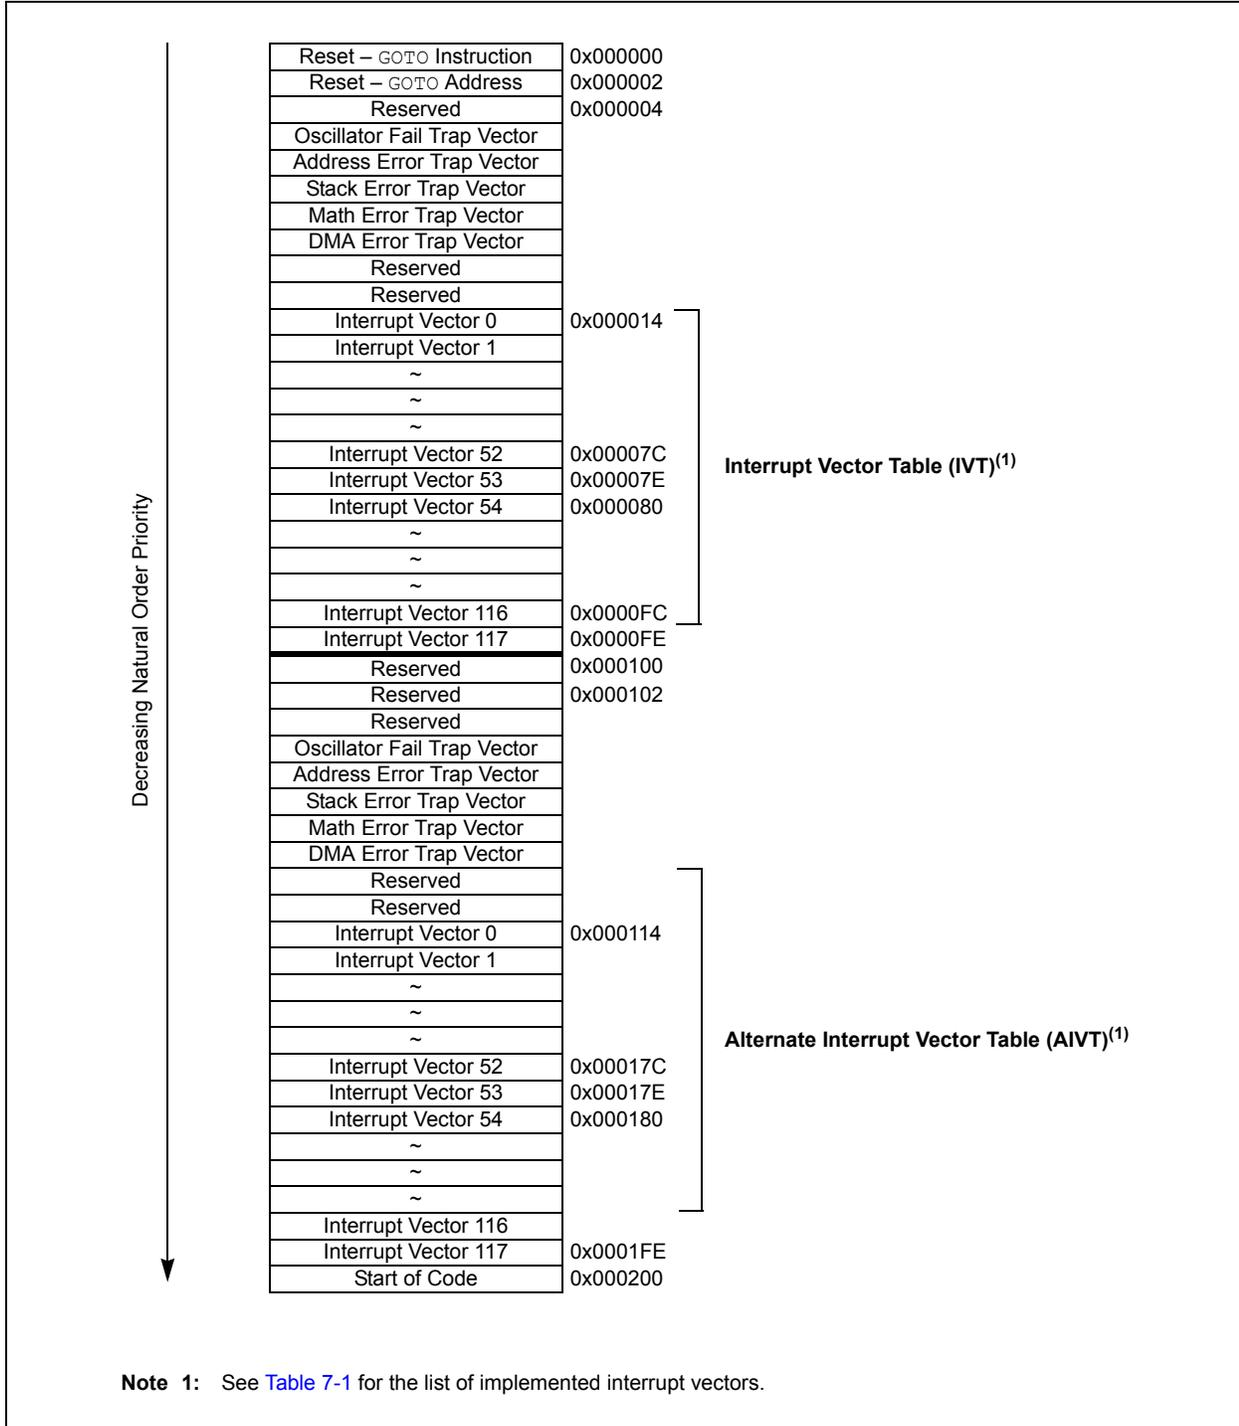 Reset – GOTO Instruction 0x000000
Reset – GOTO Address 0x000002
Reserved 0x000004
Oscillator Fail Trap Vector
Address Error Trap Vector
Stack Error Trap Vector
Math Error Trap Vector
DMA Error Trap Vector
Reserved
Reserved
Interrupt Vector 0 0x000014
Interrupt Vector 1
~
~
~
Interrupt Vector 52 0x00007C
Interrupt Vector Table (IVT)(1)
Interrupt Vector 53 0x00007E
Interrupt Vector 54 0x000080
~
~
~
Interrupt Vector 116 0x0000FC
Interrupt Vector 117 0x0000FE
Decreasing Natural Order Priority
Reserved 0x000100
Reserved 0x000102
Reserved
Oscillator Fail Trap Vector
Address Error Trap Vector
Stack Error Trap Vector
Math Error Trap Vector
DMA Error Trap Vector
Reserved
Reserved
Interrupt Vector 0 0x000114
Interrupt Vector 1
~
~
~
Alternate Interrupt Vector Table (AIVT)(1)
Interrupt Vector 52 0x00017C
Interrupt Vector 53 0x00017E
Interrupt Vector 54 0x000180
~
~
~
Interrupt Vector 116
Interrupt Vector 117 0x0001FE
Start of Code 0x000200
Note 1: See Table 7-1 for the list of implemented interrupt vectors.